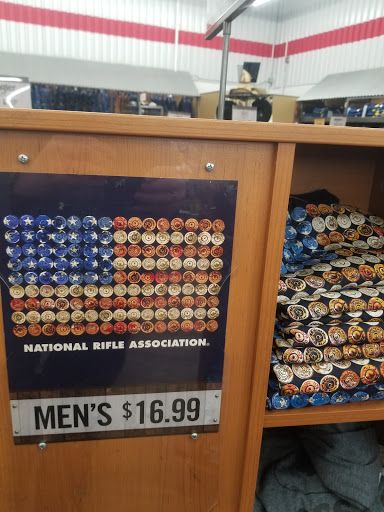 NATIONAL RIFLE ASSOCIATION.
MEN'S $16.99